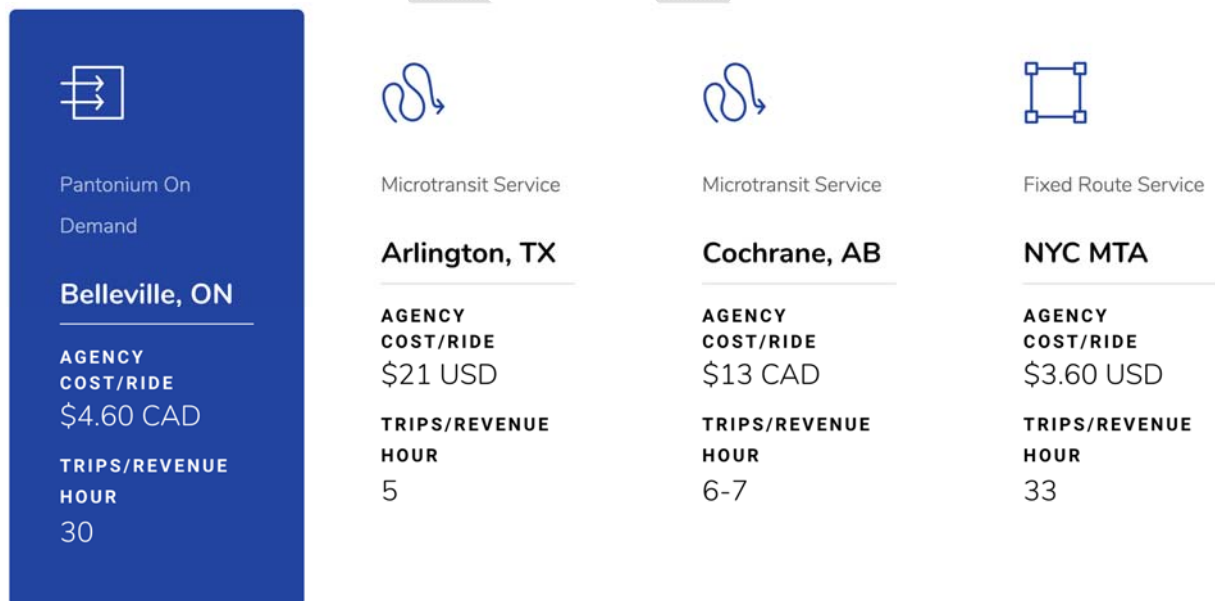 Pantonium On
Demand
Belleville, ON
AGENCY
COST/RIDE
$4.60 CAD
TRIPS/REVENUE
HOUR
30
Microtransit Service
Arlington, TX
AGENCY
COST/RIDE
$21 USD
TRIPS/REVENUE
HOUR
5
Microtransit Service
Cochrane, AB
AGENCY
COST/RIDE
$13 CAD
TRIPS/REVENUE
HOUR
6-7
Fixed Route Service
NYC MTA
AGENCY
COST/RIDE
$3.60 USD
TRIPS/REVENUE
HOUR
33